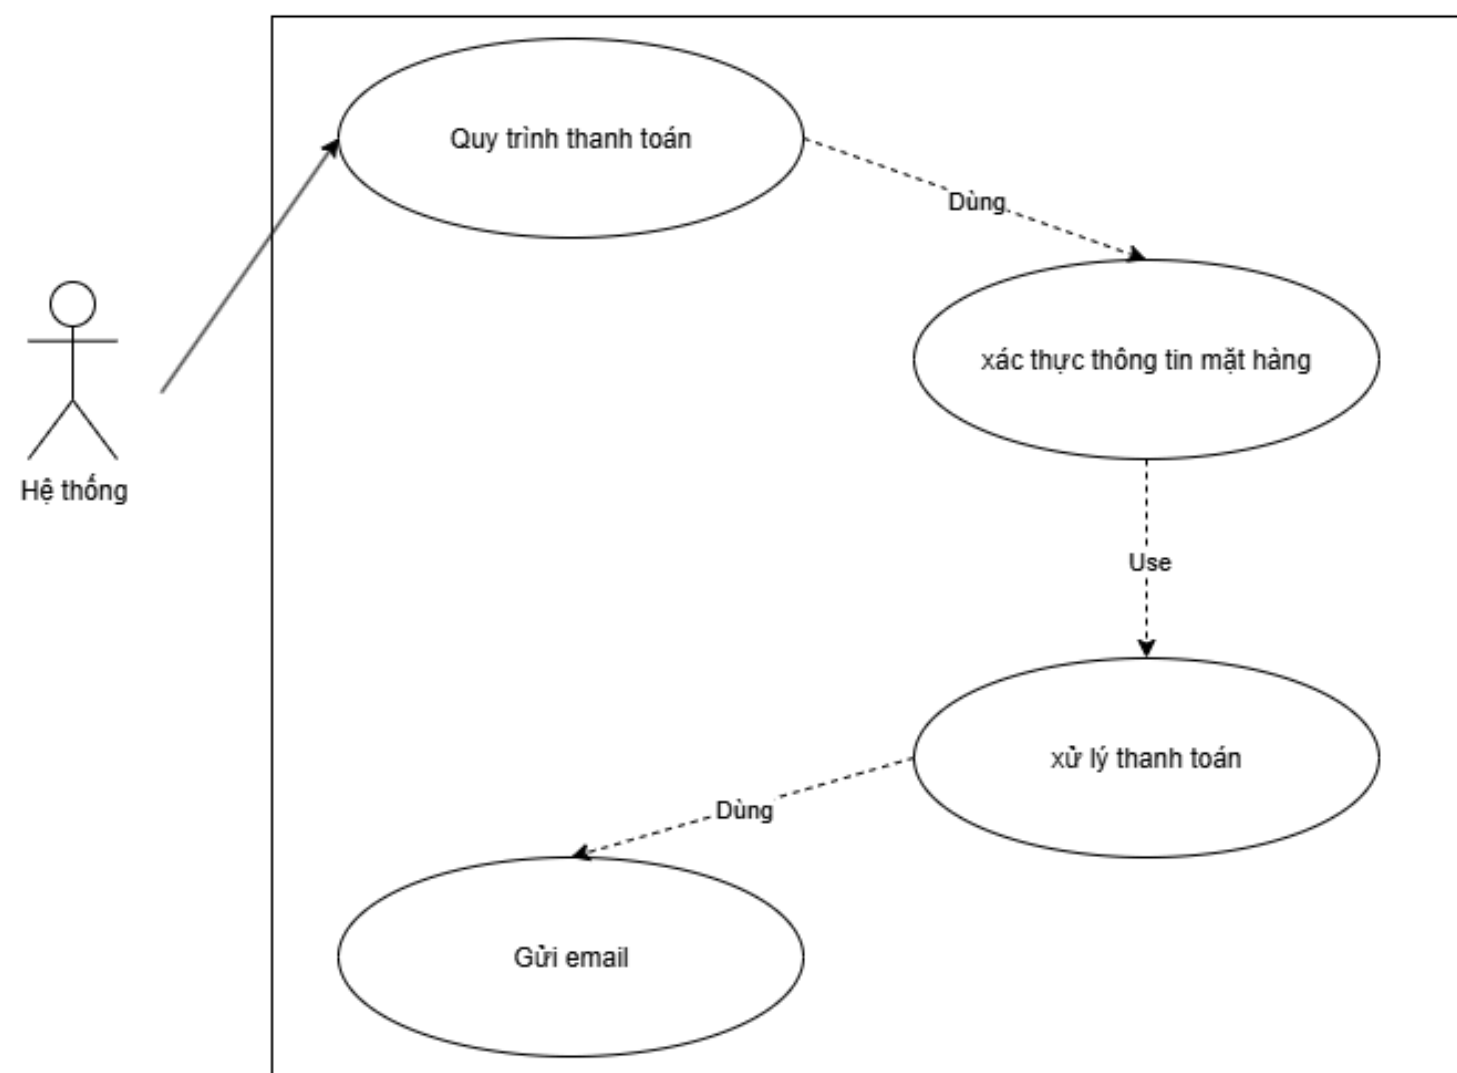 Quy trình thanh toán
Dùng
xác thực thông tin mặt hàng
Hệ thống
Use
xử lý thanh toán
Dùng
Gửi email